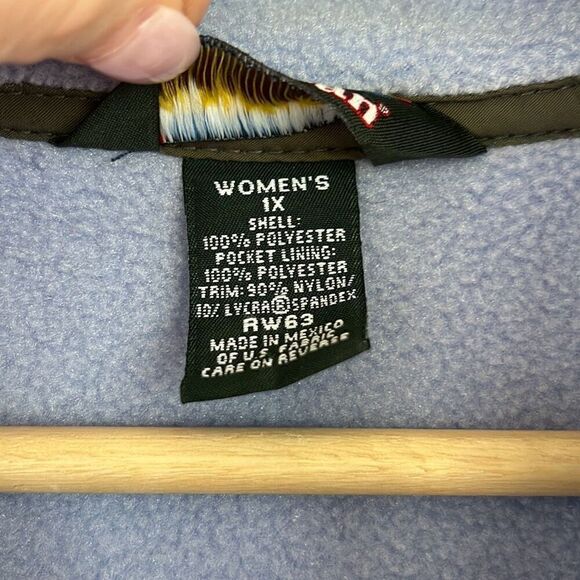 WOMEN'S
1X
SHELL:
100% POLYESTER
POCKET LINING:
100% POLYESTER
TRIM: 90% NYLON/
10/ LYCRA®SPANDEX
RW63
MADE IN MEXICO
OF U.S. FABRIC
CARE ON REVERSE